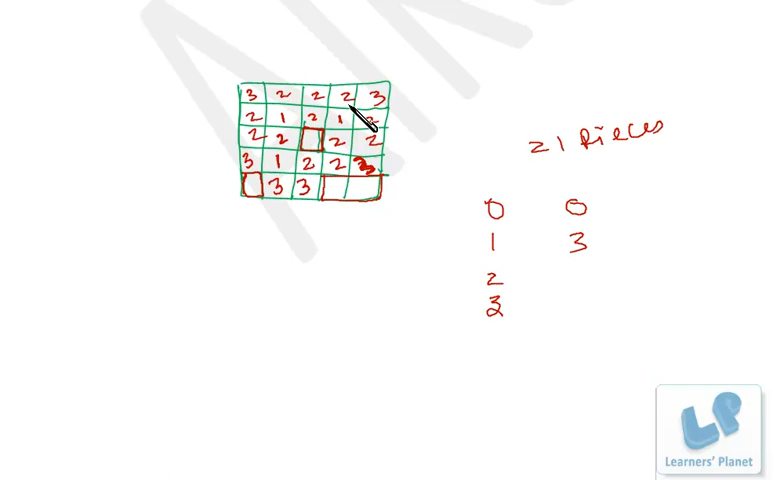 3 2 2 2 3
2 1 2 1 2
2 2 2 2
3 1 2 2 3
3 3
21 Pieces
0 0
1 3
2
3
LP
Learners' Planet